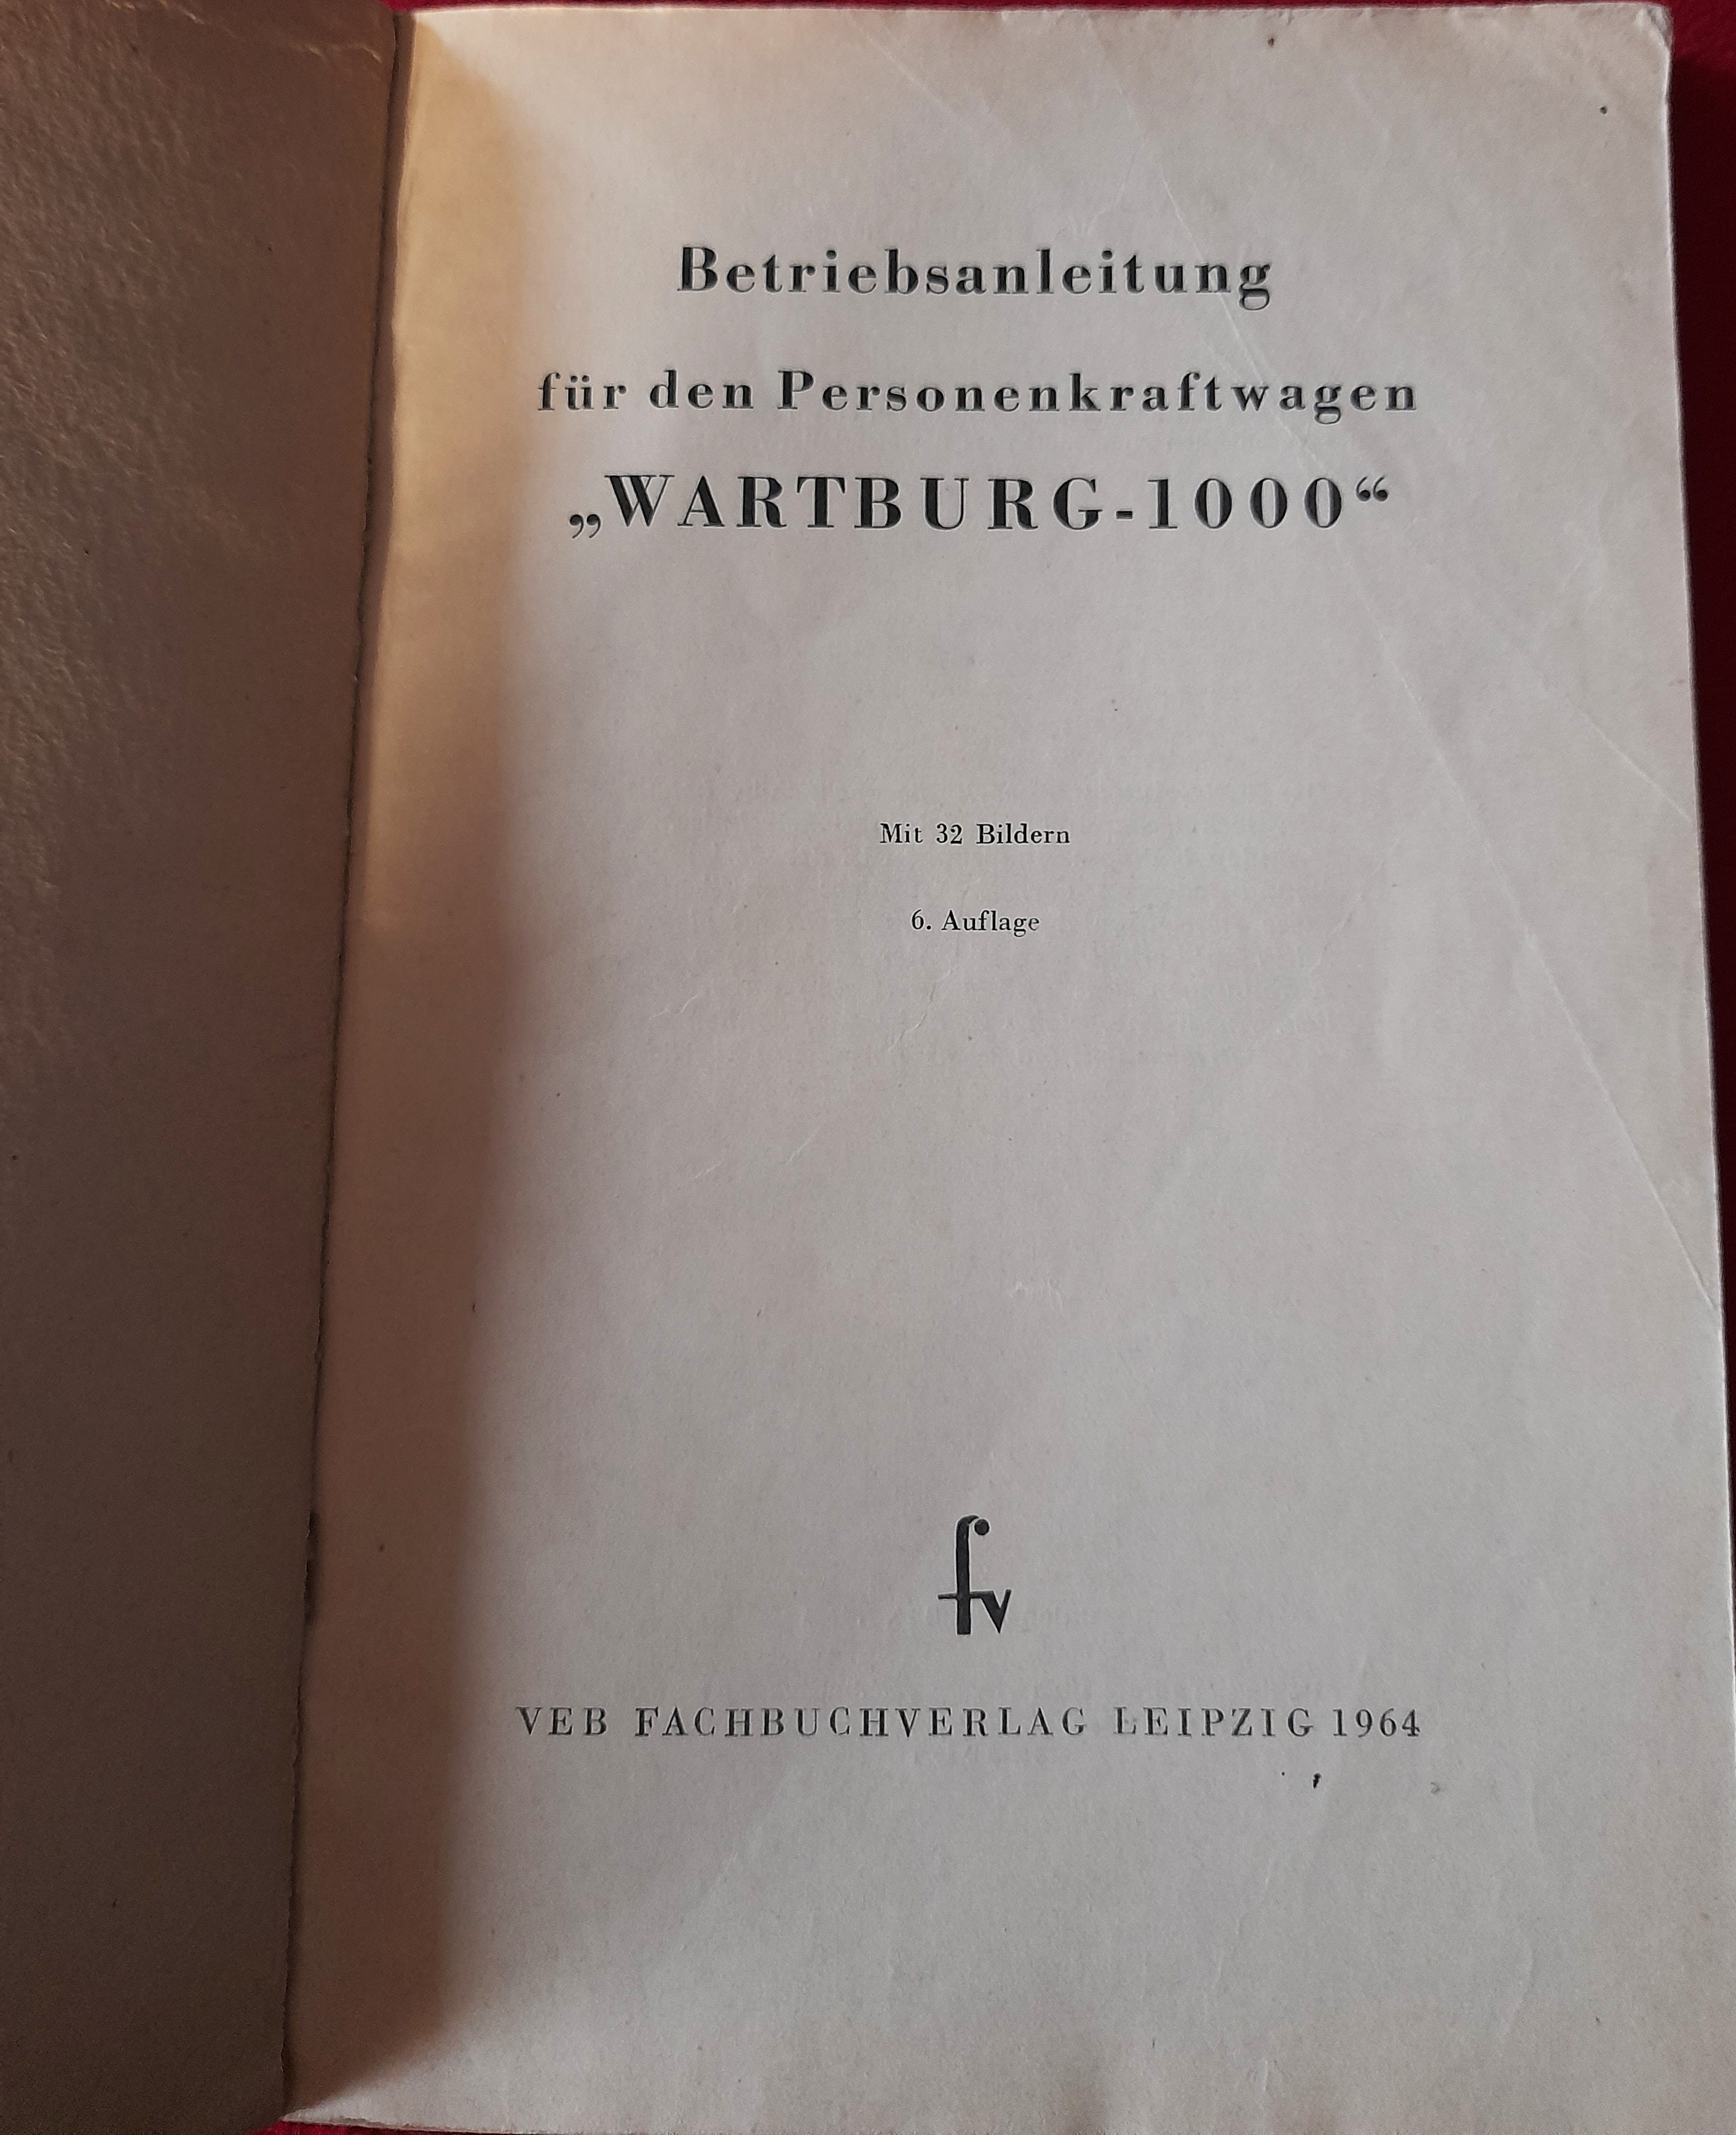 Betriebsanleitung
für den Personenkraftwagen
„WARTBURG-1000“
Mit 32 Bildern
6. Auflage
fv
VEB FACHBUCHVERLAG LEIPZIG 1964